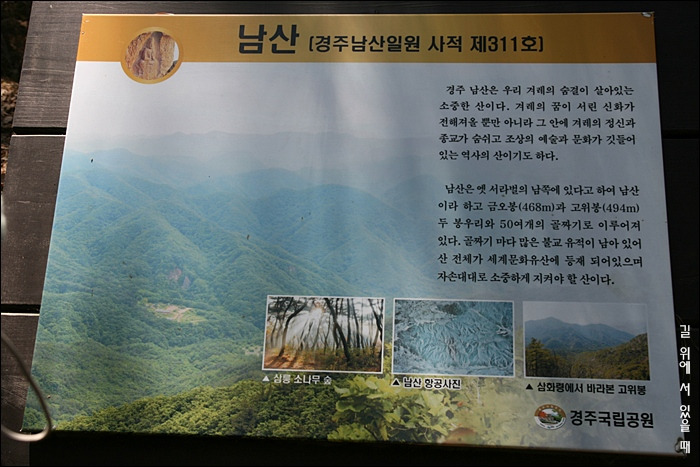 남산 (경주남산일원 사적 제311호)
경주 남산은 우리 겨레의 숨결이 살아있는
소중한 산이다. 겨레의 꿈이 서린 신화가
전해져올 뿐만 아니라 그 안에 겨레의 정신과
종교가 숨쉬고 조상의 예술과 문화가 깃들어
있는 역사의 산이기도 하다.
남산은 옛 서라벌의 남쪽에 있다고 하여 남산
이라 하고 금오봉(468m)과 고위봉(494m)
두 봉우리와 50여개의 골짜기로 이루어져
있다. 골짜기 마다 많은 불교 유적이 남아 있어
산 전체가 세계문화유산에 등재 되어있으며
자손대대로 소중하게 지켜야 할 산이다.
▲ 삼릉 소나무 숲
▲ 남산 항공사진
▲ 삼화령에서 바라본 고위봉
경주국립공원
길 위에 서 있을 때